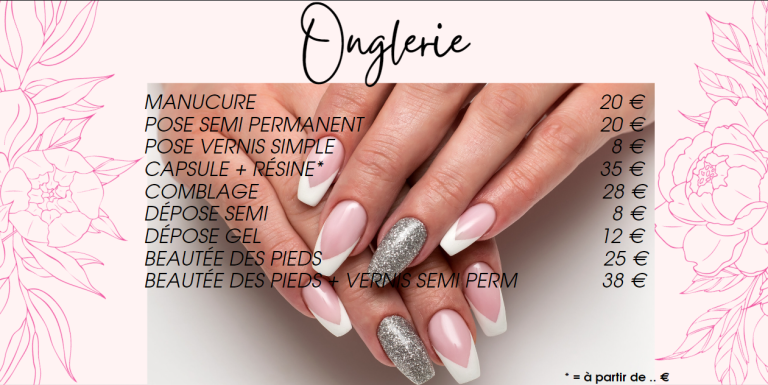 Onglerie
MANUCURE 20 €
POSE SEMI PERMANENT 20 €
POSE VERNIS SIMPLE 8 €
CAPSULE + RÉSINE* 35 €
COMBLAGE 28 €
DÉPOSE SEMI 8 €
DÉPOSE GEL 12 €
BEAUTÉE DES PIEDS 25 €
BEAUTÉE DES PIEDS + VERNIS SEMI PERM 38 €
* = à partir de .. €